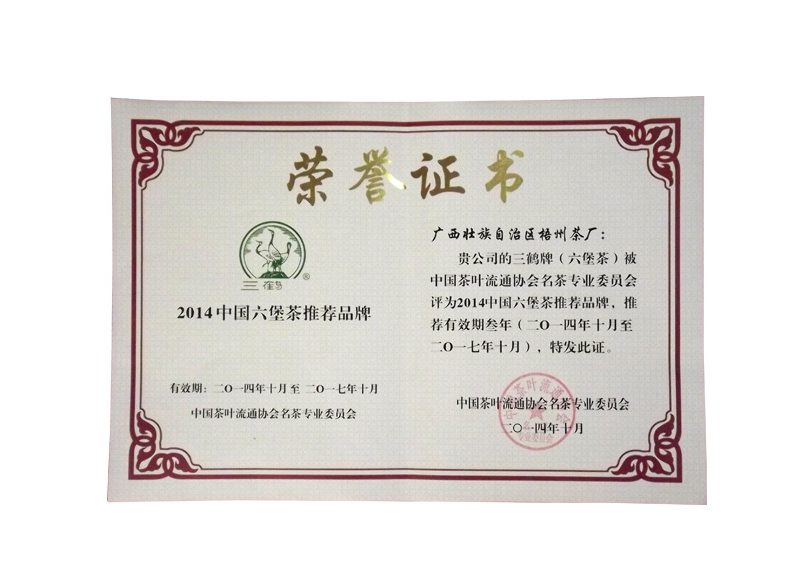 荣誉证书
三鹤®
2014中国六堡茶推荐品牌
有效期：二〇一四年十月至 二〇一七年十月
中国茶叶流通协会名茶专业委员会
广西壮族自治区梧州茶厂：
贵公司的三鹤牌（六堡茶）被
中国茶叶流通协会名茶专业委员会
评为2014中国六堡茶推荐品牌，推
荐有效期叁年（二〇一四年十月至
二〇一七年十月），特发此证。
中国茶叶流通协会名茶专业委员会
二〇一四年十月